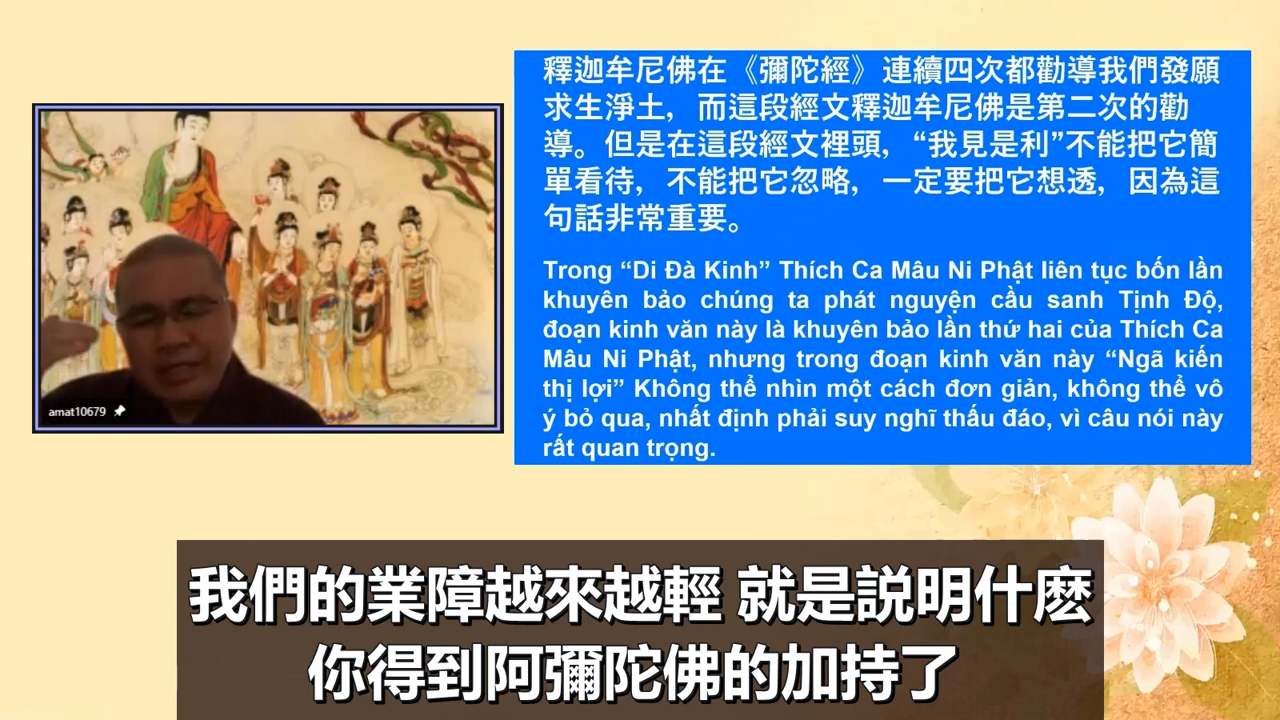 釋迦牟尼佛在《彌陀經》連續四次都勸導我們發願
求生淨土，而這段經文釋迦牟尼佛是第二次的勸
導。但是在這段經文裡頭，“我見是利”不能把它簡
單看待，不能把它忽略，一定要把它想透，因為這
句話非常重要。
Trong “Di Đà Kinh” Thích Ca Mâu Ni Phật liên tục bốn lần
khuyên bảo chúng ta phát nguyện cầu sanh Tịnh Độ,
đoạn kinh văn này là khuyên bảo lần thứ hai của Thích Ca
Mâu Ni Phật, nhưng trong đoạn kinh văn này “Ngã kiến
thị lợi” Không thể nhìn một cách đơn giản, không thể vô
ý bỏ qua, nhất định phải suy nghĩ thấu đáo, vì câu nói này
rất quan trọng.
amat10679
我們的業障越來越輕 就是説明什麽
你得到阿彌陀佛的加持了